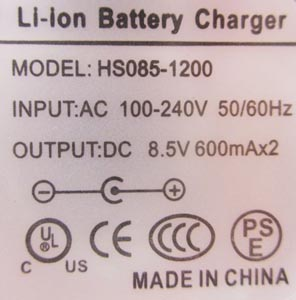 Li-ion Battery Charger
MODEL: HS085-1200
INPUT:AC 100-240V 50/60Hz
OUTPUT:DC 8.5V 600mAx2
UL CE CCC PSE
C US
MADE IN CHINA